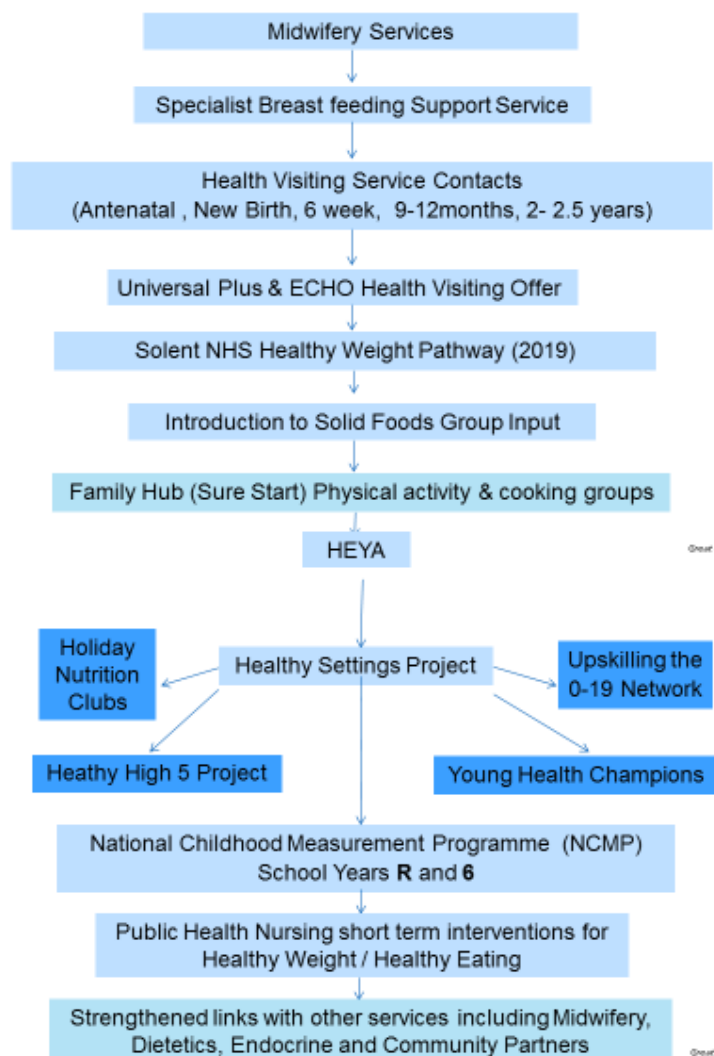 Midwifery Services
Specialist Breast feeding Support Service
Health Visiting Service Contacts
(Antenatal , New Birth, 6 week, 9-12months, 2- 2.5 years)
Universal Plus & ECHO Health Visiting Offer
Solent NHS Healthy Weight Pathway (2019)
Introduction to Solid Foods Group Input
Family Hub (Sure Start) Physical activity & cooking groups
HEYA
Holiday
Nutrition
Clubs
Healthy Settings Project
Upskilling the
0-19 Network
Heathy High 5 Project
Young Health Champions
National Childhood Measurement Programme (NCMP)
School Years R and 6
Public Health Nursing short term interventions for
Healthy Weight / Healthy Eating
Strengthened links with other services including Midwifery,
Dietetics, Endocrine and Community Partners